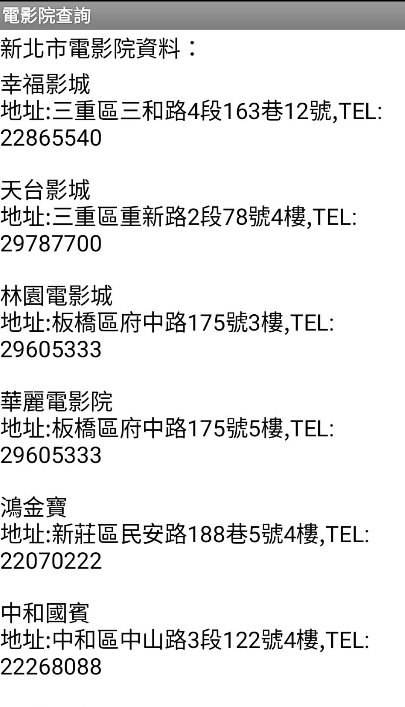 電影院查詢
新北市電影院資料：
幸福影城
地址:三重區三和路4段163巷12號,TEL:
22865540
天台影城
地址:三重區重新路2段78號4樓,TEL:
29787700
林園電影城
地址:板橋區府中路175號3樓,TEL:
29605333
華麗電影院
地址:板橋區府中路175號5樓,TEL:
29605333
鴻金寶
地址:新莊區民安路188巷5號4樓,TEL:
22070222
中和國賓
地址:中和區中山路3段122號4樓,TEL:
22268088